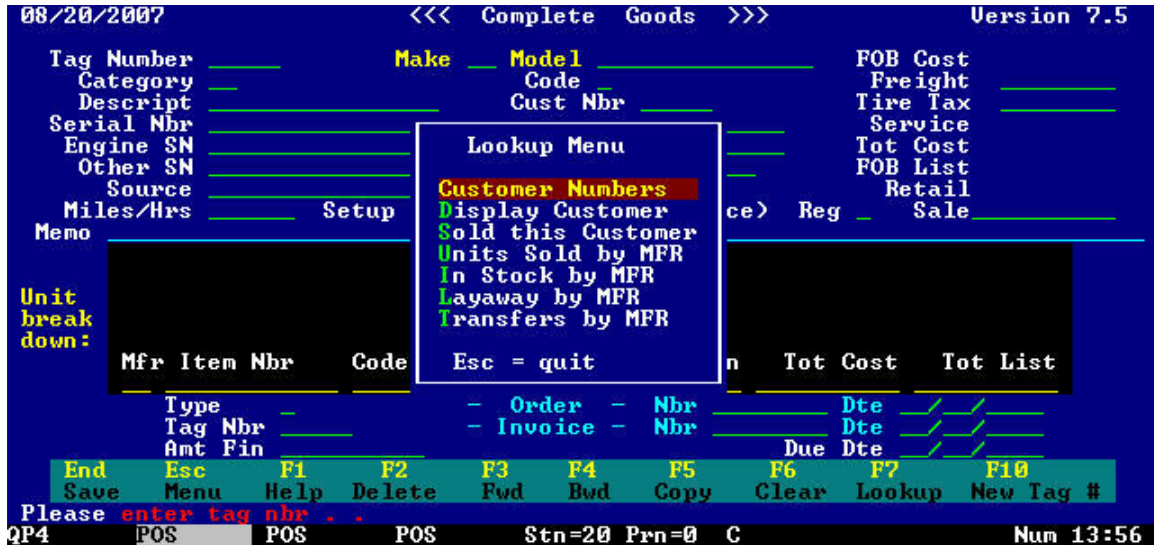 08/20/2007 <<< Complete Goods >>> Version 7.5
Tag Number Make Model FOB Cost
Category Code Freight
Descript Cust Nbr Tire Tax
Serial Nbr Service
Engine SN Lookup Menu Tot Cost
Other SN FOB List
Source Customer Numbers Retail
Miles/Hrs Setup Display Customer ce) Reg Sale
Memo Sold this Customer
Units Sold by MFR
In Stock by MFR
Unit Layaway by MFR
break Transfers by MFR
down:
Mfr Item Nbr Code Esc = quit n Tot Cost Tot List
Type - Order - Nbr Dte / /
Tag Nbr - Invoice - Nbr Dte / /
Amt Fin Due Dte / /
End Esc F1 F2 F3 F4 F5 F6 F7 F10
Save Menu Help Delete Fwd Bwd Copy Clear Lookup New Tag #
Please enter tag nbr . .
QP4 POS POS POS Stn=20 Prn=0 C Num 13:56